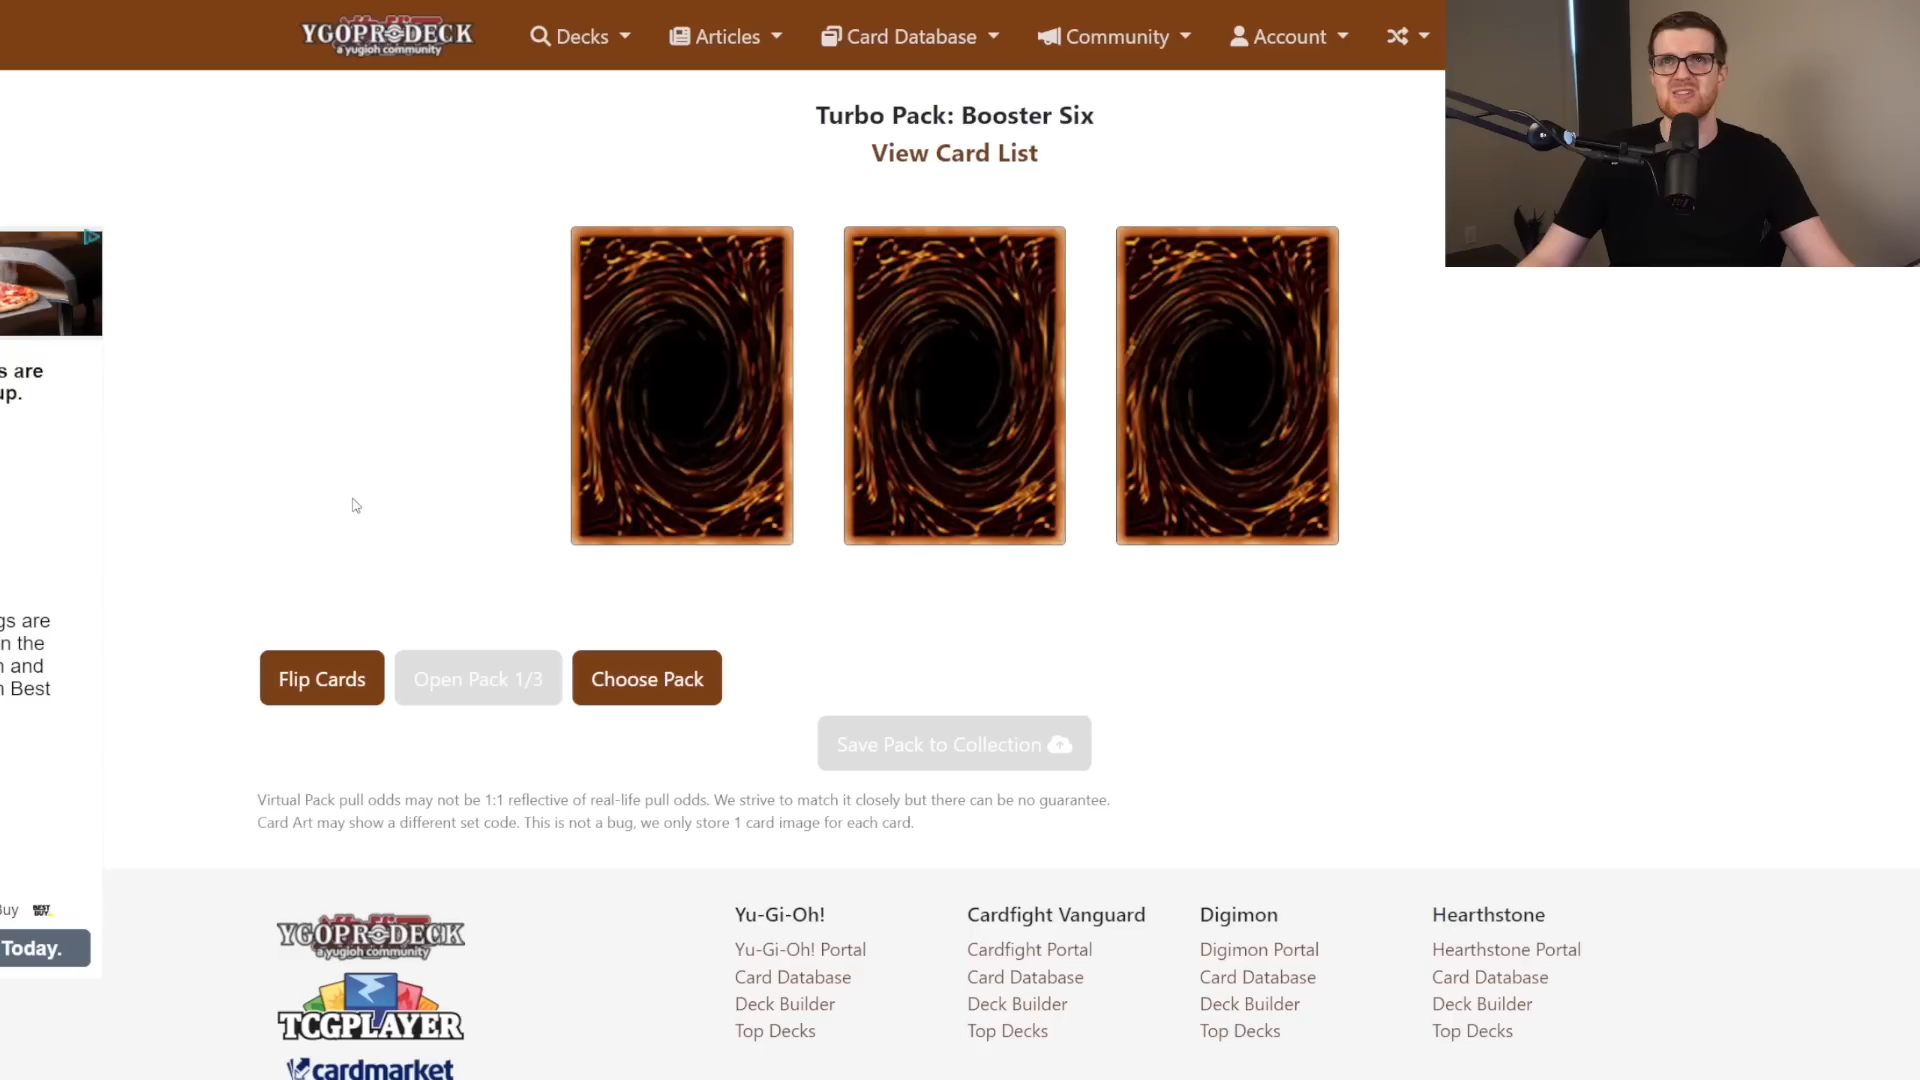 YGOPRODECK
a yugioh community
Decks
Articles
Card Database
Community
Account
Turbo Pack: Booster Six
View Card List
s are
up.
gs are
n the
n and
n Best
Buy
BEST BUY
Today.
Flip Cards
Open Pack 1/3
Choose Pack
Save Pack to Collection
Virtual Pack pull odds may not be 1:1 reflective of real-life pull odds. We strive to match it closely but there can be no guarantee.
Card Art may show a different set code. This is not a bug, we only store 1 card image for each card.
YGOPRODECK
a yugioh community
TCGPLAYER
cardmarket
Yu-Gi-Oh!
Yu-Gi-Oh! Portal
Card Database
Deck Builder
Top Decks
Cardfight Vanguard
Cardfight Portal
Card Database
Deck Builder
Top Decks
Digimon
Digimon Portal
Card Database
Deck Builder
Top Decks
Hearthstone
Hearthstone Portal
Card Database
Deck Builder
Top Decks